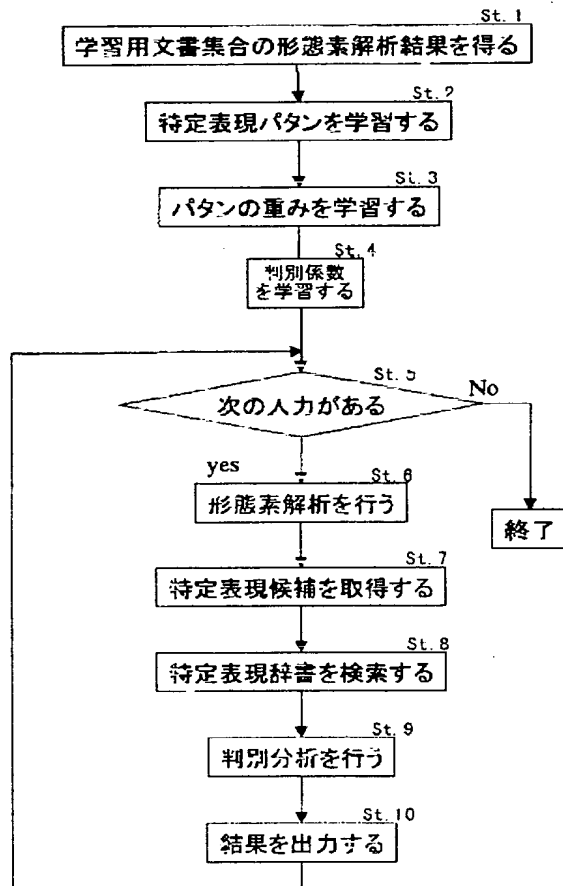 St. 1
学習用文書集合の形態素解析結果を得る
St. 2
特定表現パタンを学習する
St. 3
パタンの重みを学習する
St. 4
判別係数
を学習する
St. 5
次の入力がある
No
yes
St. 6
形態素解析を行う
終了
St. 7
特定表現候補を取得する
St. 8
特定表現辞書を検索する
St. 9
判別分析を行う
St. 10
結果を出力する